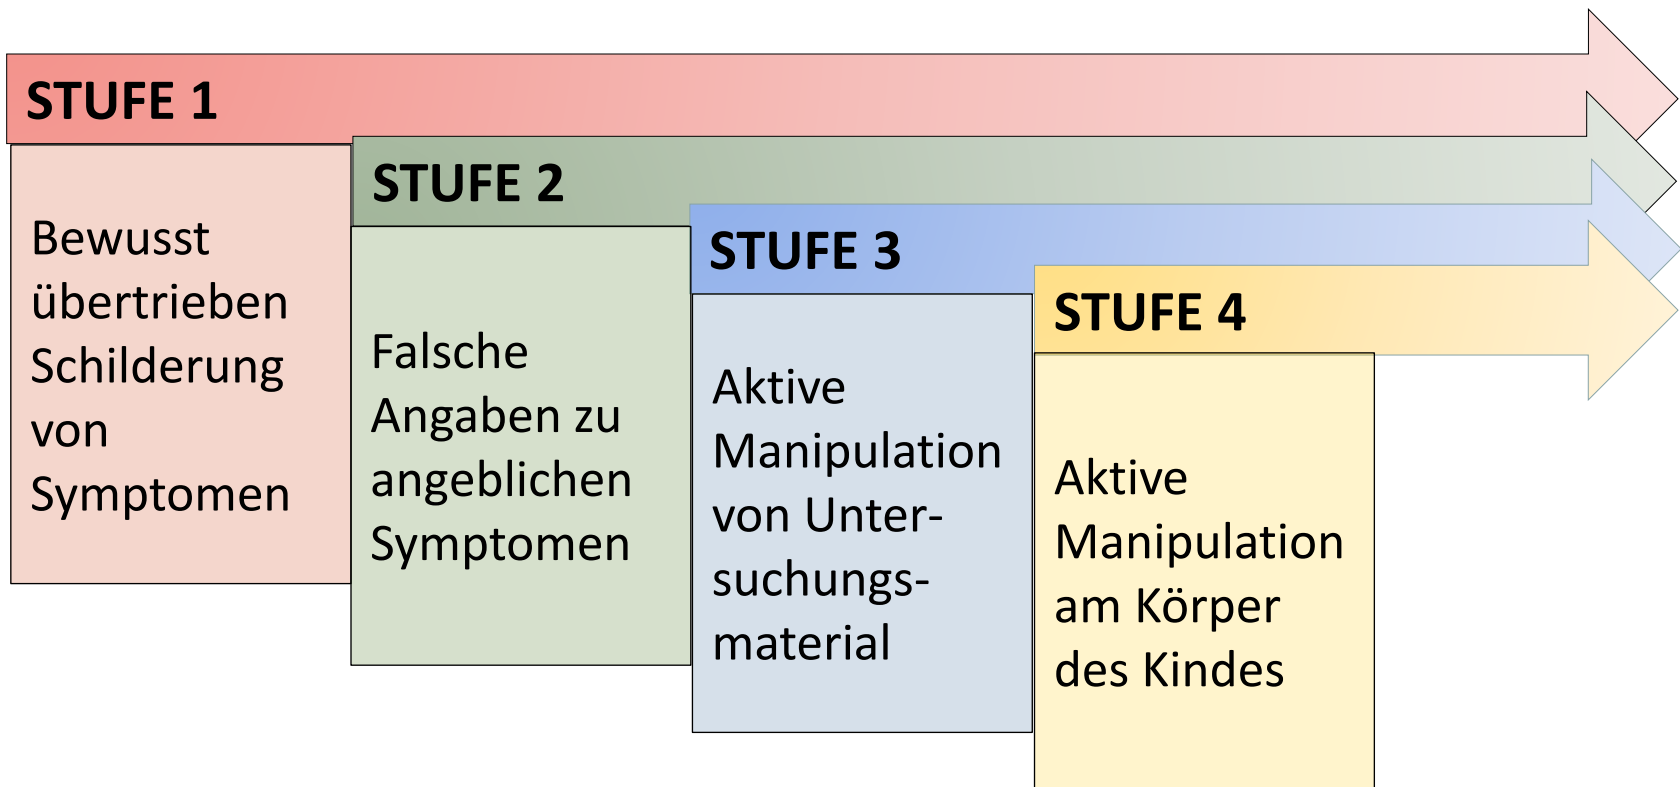 STUFE 1
Bewusst
übertrieben
Schilderung
von
Symptomen
STUFE 2
Falsche
Angaben zu
angeblichen
Symptomen
STUFE 3
Aktive
Manipulation
von Unter-
suchungs-
material
STUFE 4
Aktive
Manipulation
am Körper
des Kindes